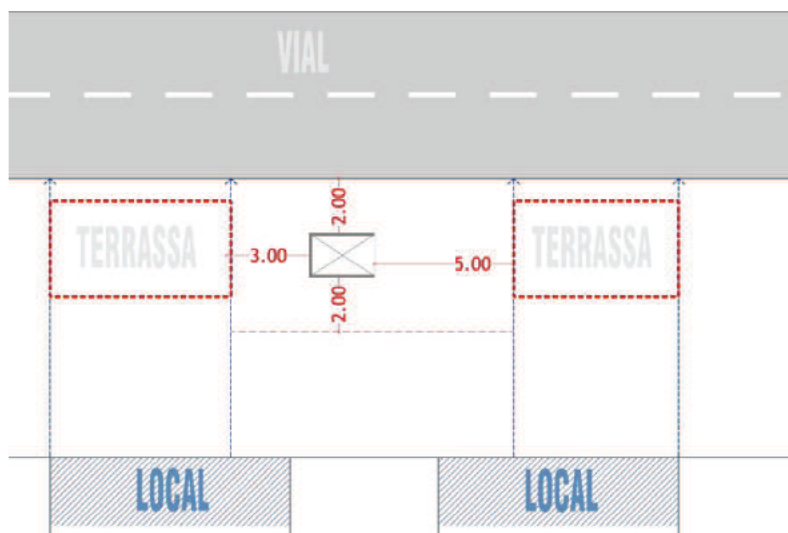 VIAL
2.00
TERRASSA
3.00
5.00
TERRASSA
2.00
LOCAL
LOCAL